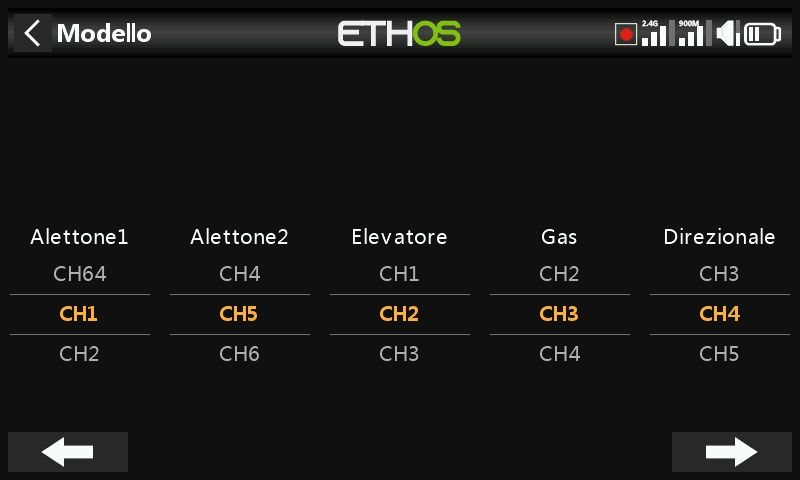 Modello
ETHOS
2.4G
900M
Alettone1 Alettone2 Elevatore Gas Direzionale
CH64 CH4 CH1 CH2 CH3
CH1 CH5 CH2 CH3 CH4
CH2 CH6 CH3 CH4 CH5